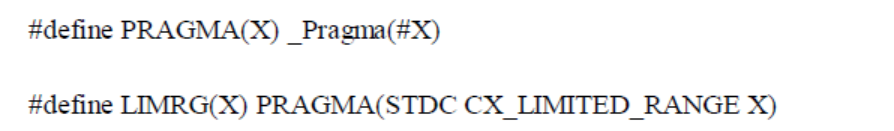 #define PRAGMA(X) _Pragma(#X)
#define LIMRG(X) PRAGMA(STDC CX_LIMITED_RANGE X)